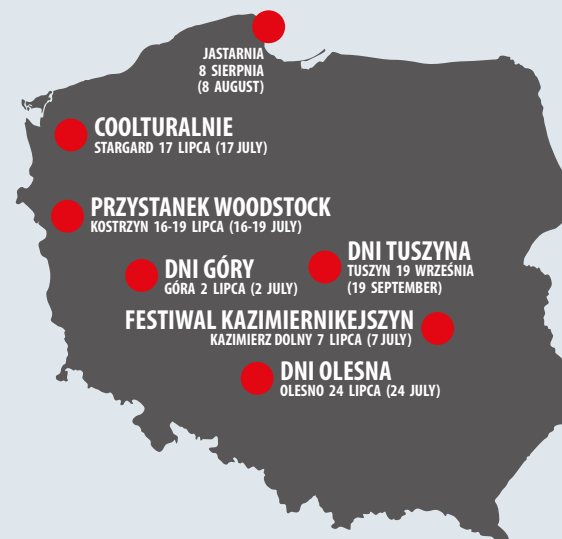 JASTARNIA
8 SIERPNIA
(8 AUGUST)
COOLTURALNIE
STARGARD 17 LIPCA (17 JULY)
PRZYSTANEK WOODSTOCK
KOSTRZYN 16-19 LIPCA (16-19 JULY)
DNI TUSZYNA
TUSZYN 19 WRZEŚNIA
(19 SEPTEMBER)
DNI GÓRY
GÓRA 2 LIPCA (2 JULY)
FESTIWAL KAZIMIERNIKEJSZYN
KAZIMIERZ DOLNY 7 LIPCA (7 JULY)
DNI OLESNA
OLESNO 24 LIPCA (24 JULY)